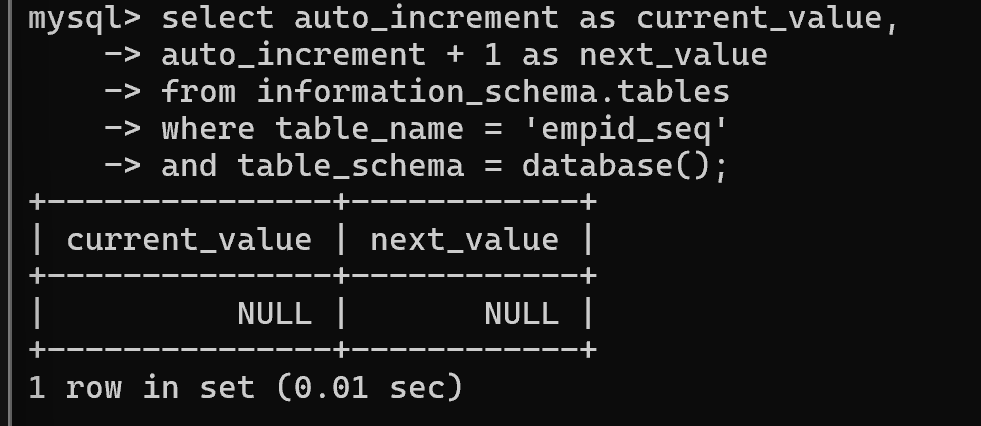 mysql> select auto_increment as current_value,
    -> auto_increment + 1 as next_value
    -> from information_schema.tables
    -> where table_name = 'empid_seq'
    -> and table_schema = database();
+---------------+------------+
| current_value | next_value |
+---------------+------------+
|          NULL |       NULL |
+---------------+------------+
1 row in set (0.01 sec)